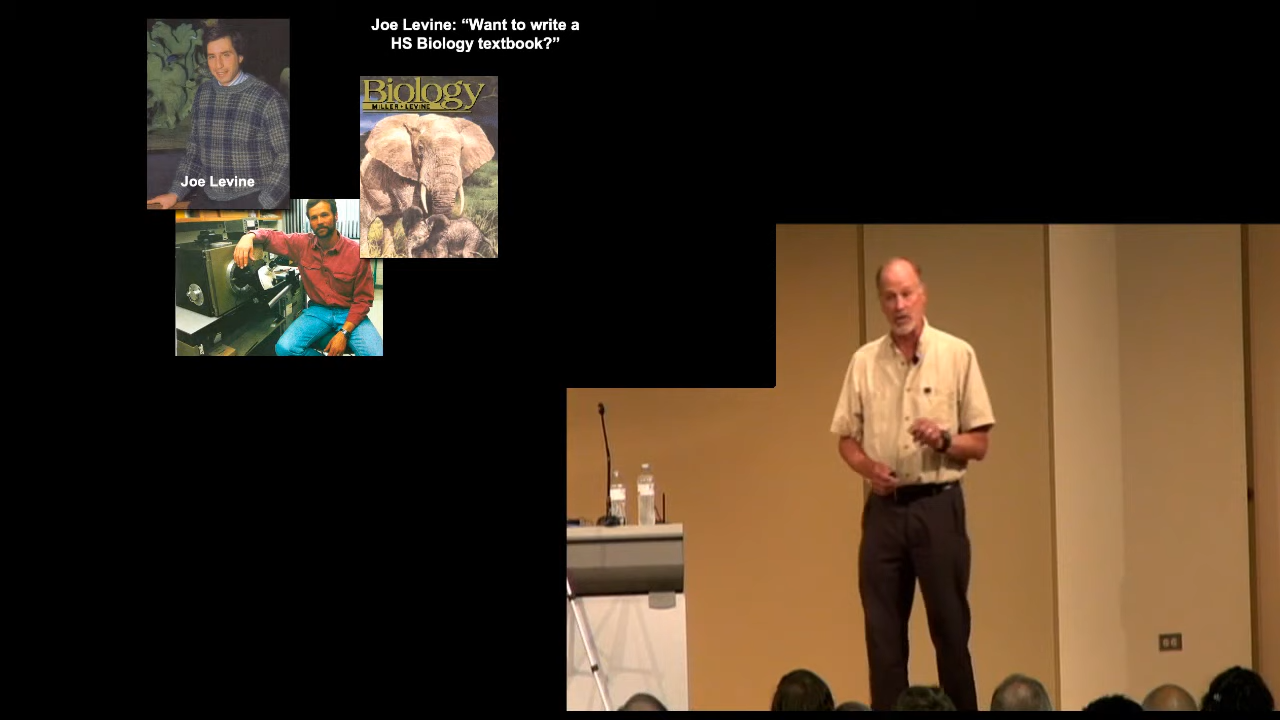 Joe Levine: “Want to write a
HS Biology textbook?”
Biology
MILLER • LEVINE
Joe Levine